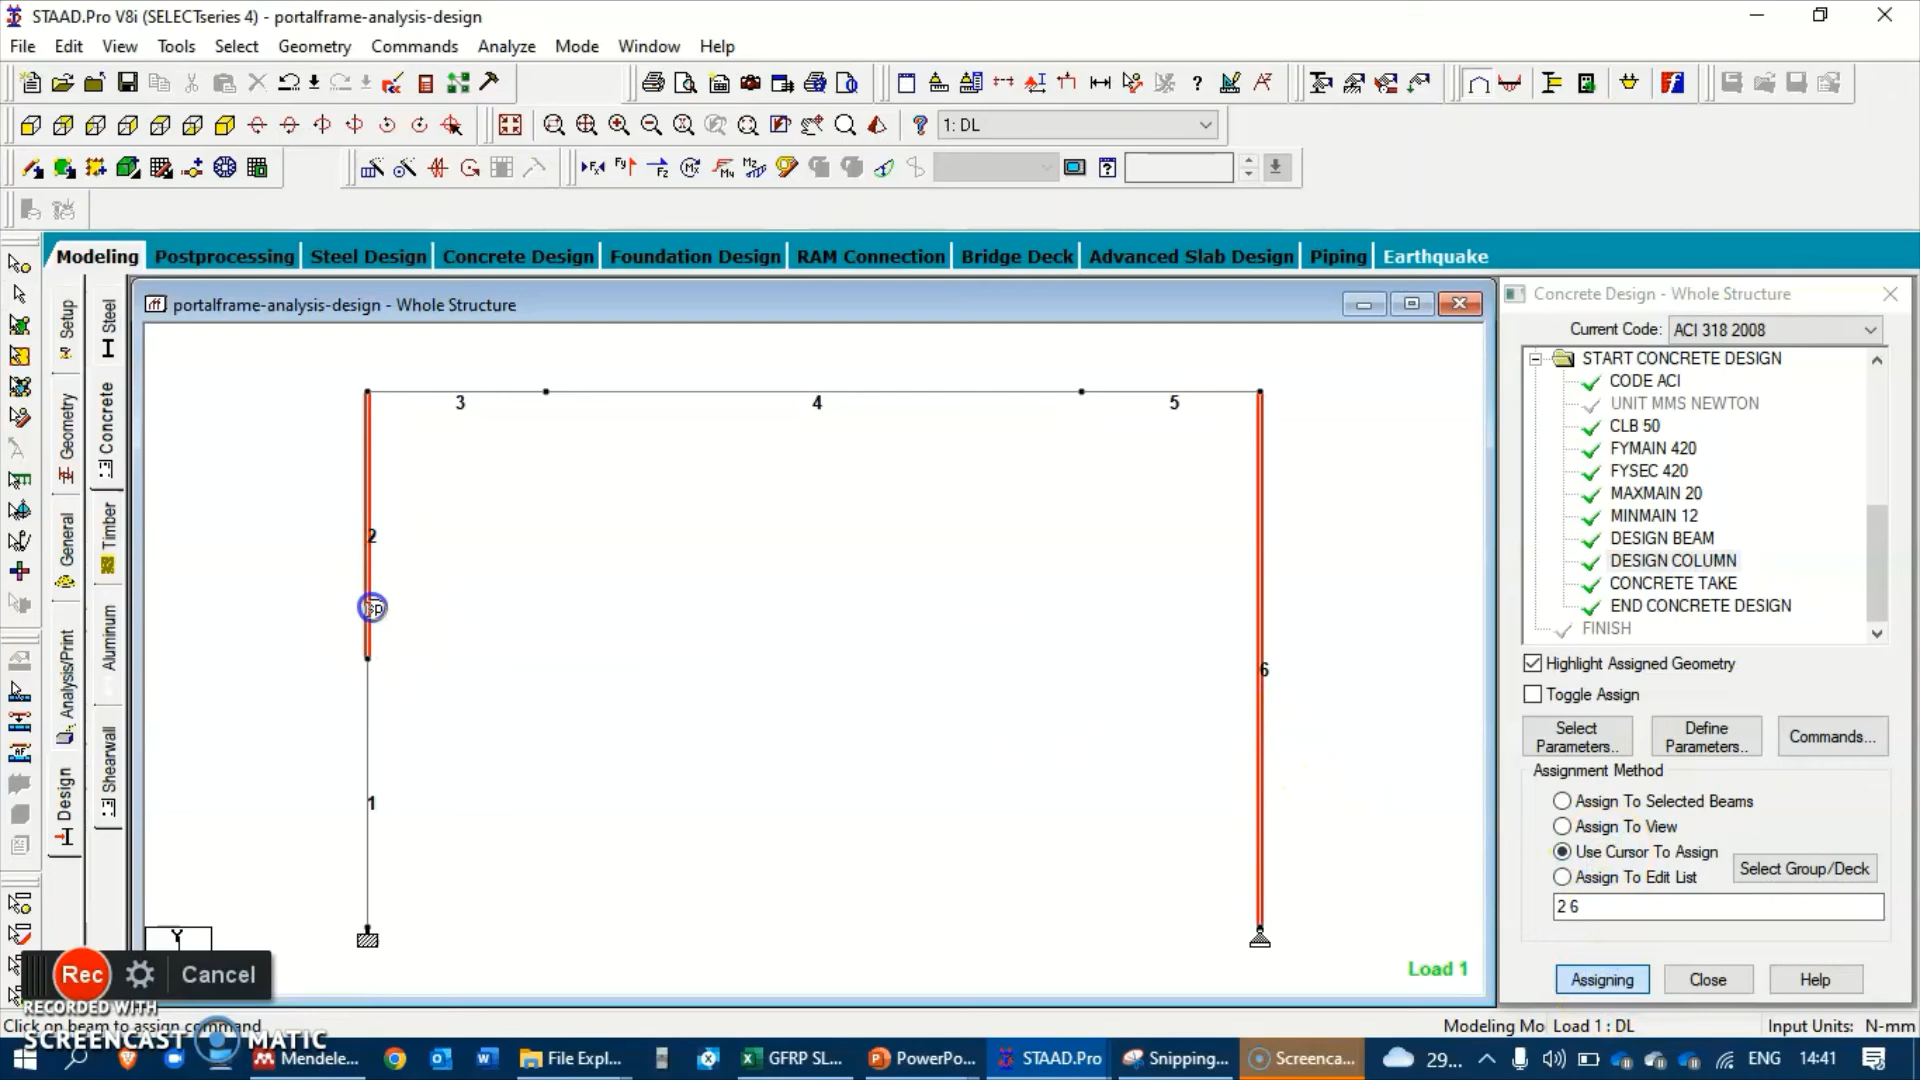 STAAD.Pro V8i (SELECTseries 4) - portalframe-analysis-design
File Edit View Tools Select Geometry Commands Analyze Mode Window Help
1: DL
Modeling Postprocessing Steel Design Concrete Design Foundation Design RAM Connection Bridge Deck Advanced Slab Design Piping Earthquake
Setup
Geometry
General
Analysis/Print
Design
Steel
Concrete
Timber
Aluminum
Shearwall
portalframe-analysis-design - Whole Structure
3 4 5
2
6
1
Y
Load 1
Concrete Design - Whole Structure
Current Code: ACI 318 2008
START CONCRETE DESIGN
CODE ACI
UNIT MMS NEWTON
CLB 50
FYMAIN 420
FYSEC 420
MAXMAIN 20
MINMAIN 12
DESIGN BEAM
DESIGN COLUMN
CONCRETE TAKE
END CONCRETE DESIGN
FINISH
Highlight Assigned Geometry
Toggle Assign
Select Parameters..
Define Parameters..
Commands...
Assignment Method
Assign To Selected Beams
Assign To View
Use Cursor To Assign
Select Group/Deck
Assign To Edit List
2 6
Assigning Close Help
Rec Cancel
RECORDED WITH
SCREENCAST MATIC
Click on beam to assign command
Modeling Mo Load 1 : DL Input Units: N-mm
Mendele... File Expl... GFRP SL... PowerPo... STAAD.Pro Snipping... Screenca... 29... ENG 14:41